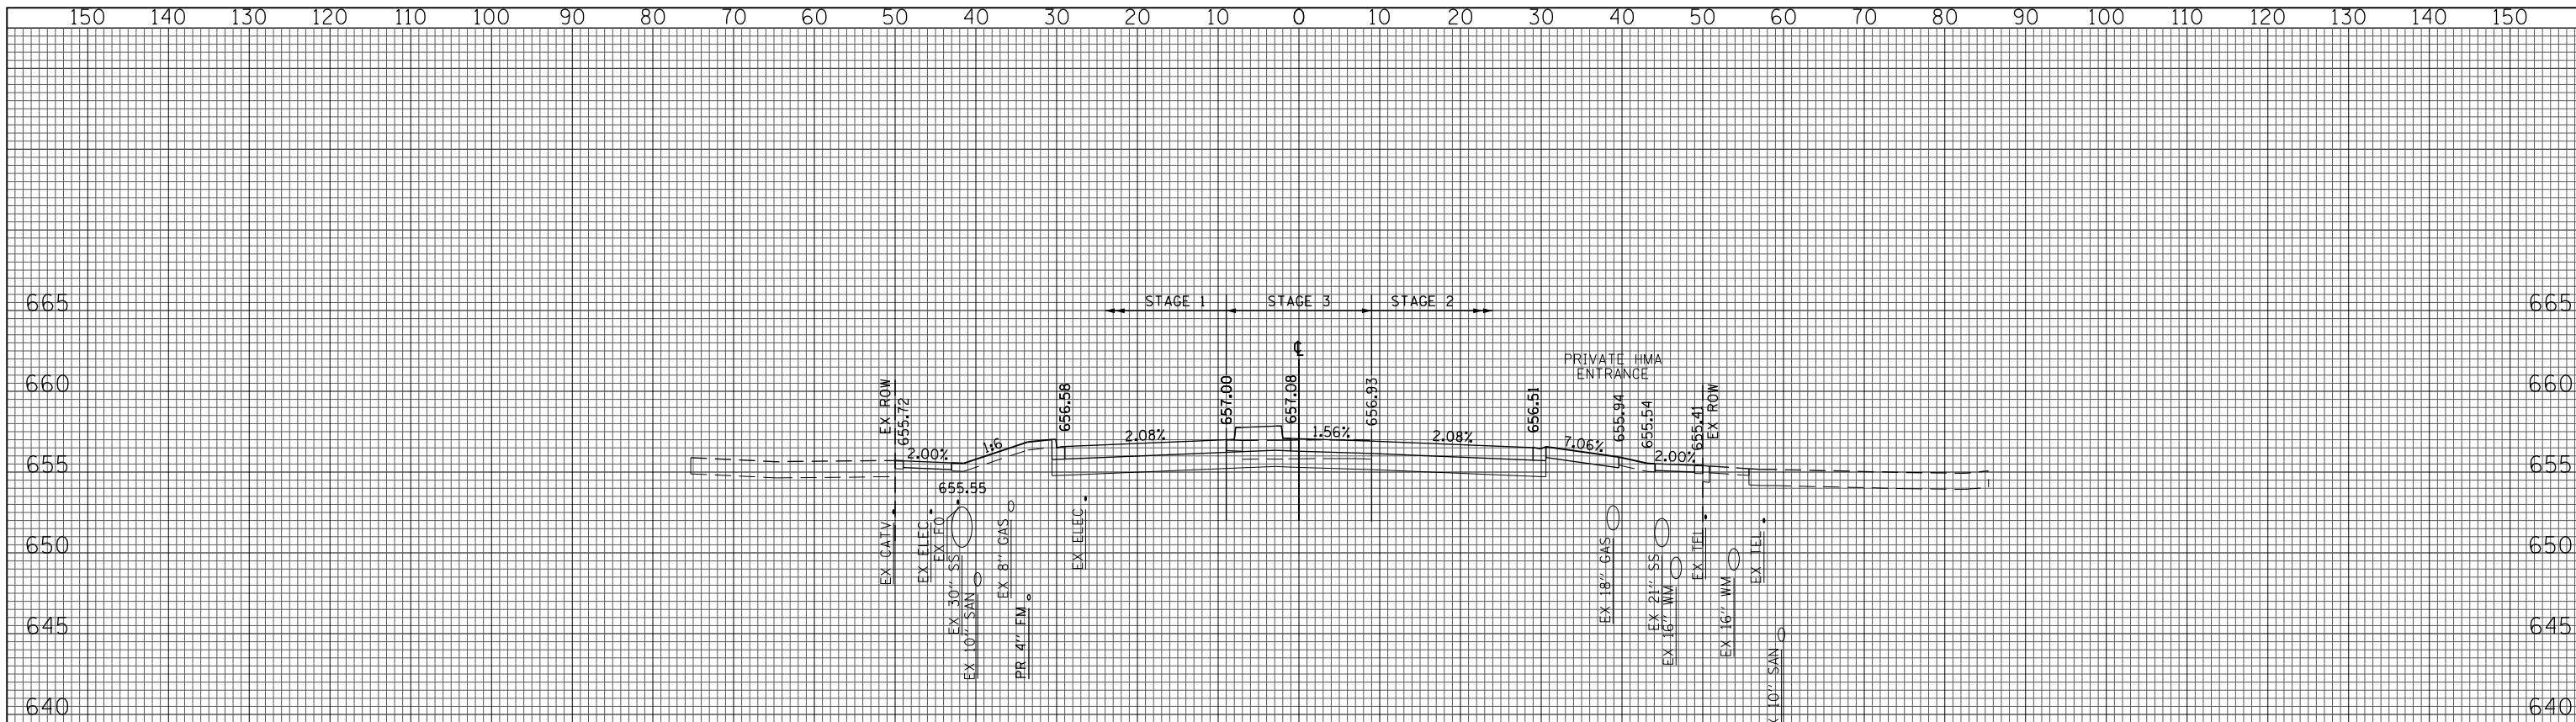 150 140 130 120 110 100 90 80 70 60 50 40 30 20 10 0 10 20 30 40 50 60 70 80 90 100 110 120 130 140 150
665 665
STAGE 1 STAGE 3 STAGE 2
℄
PRIVATE HMA
ENTRANCE
660 660
EX ROW
655.72
656.58
657.00
657.08
656.93
656.51
655.94
655.54
655.41
EX ROW
2.00%
1:6
2.08%
1.56%
2.08%
7.06%
2.00%
655 655
655.55
650 650
EX CATV
EX ELEC
EX FO
EX 30" SS
EX 10" SAN
EX 8" GAS
PR 4" FM
EX ELEC
EX 18" GAS
EX 21" SS
EX 16" WM
EX TEL
EX 16" WM
EX TEL
10" SAN
645 645
640 640